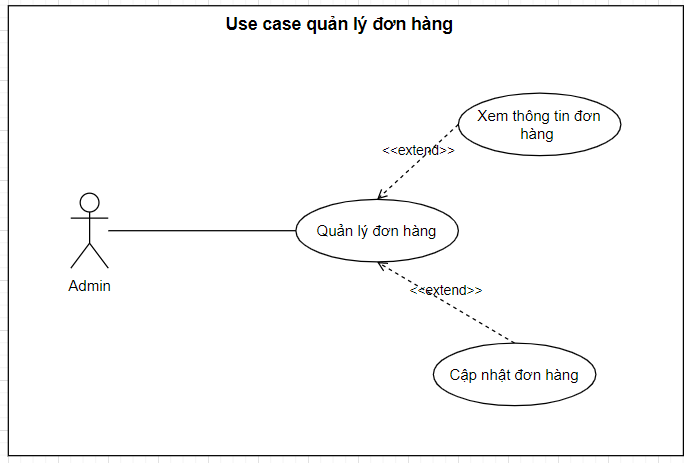 Use case quản lý đơn hàng
Xem thông tin đơn
hàng
<<extend>>
Quản lý đơn hàng
Admin
<<extend>>
Cập nhật đơn hàng